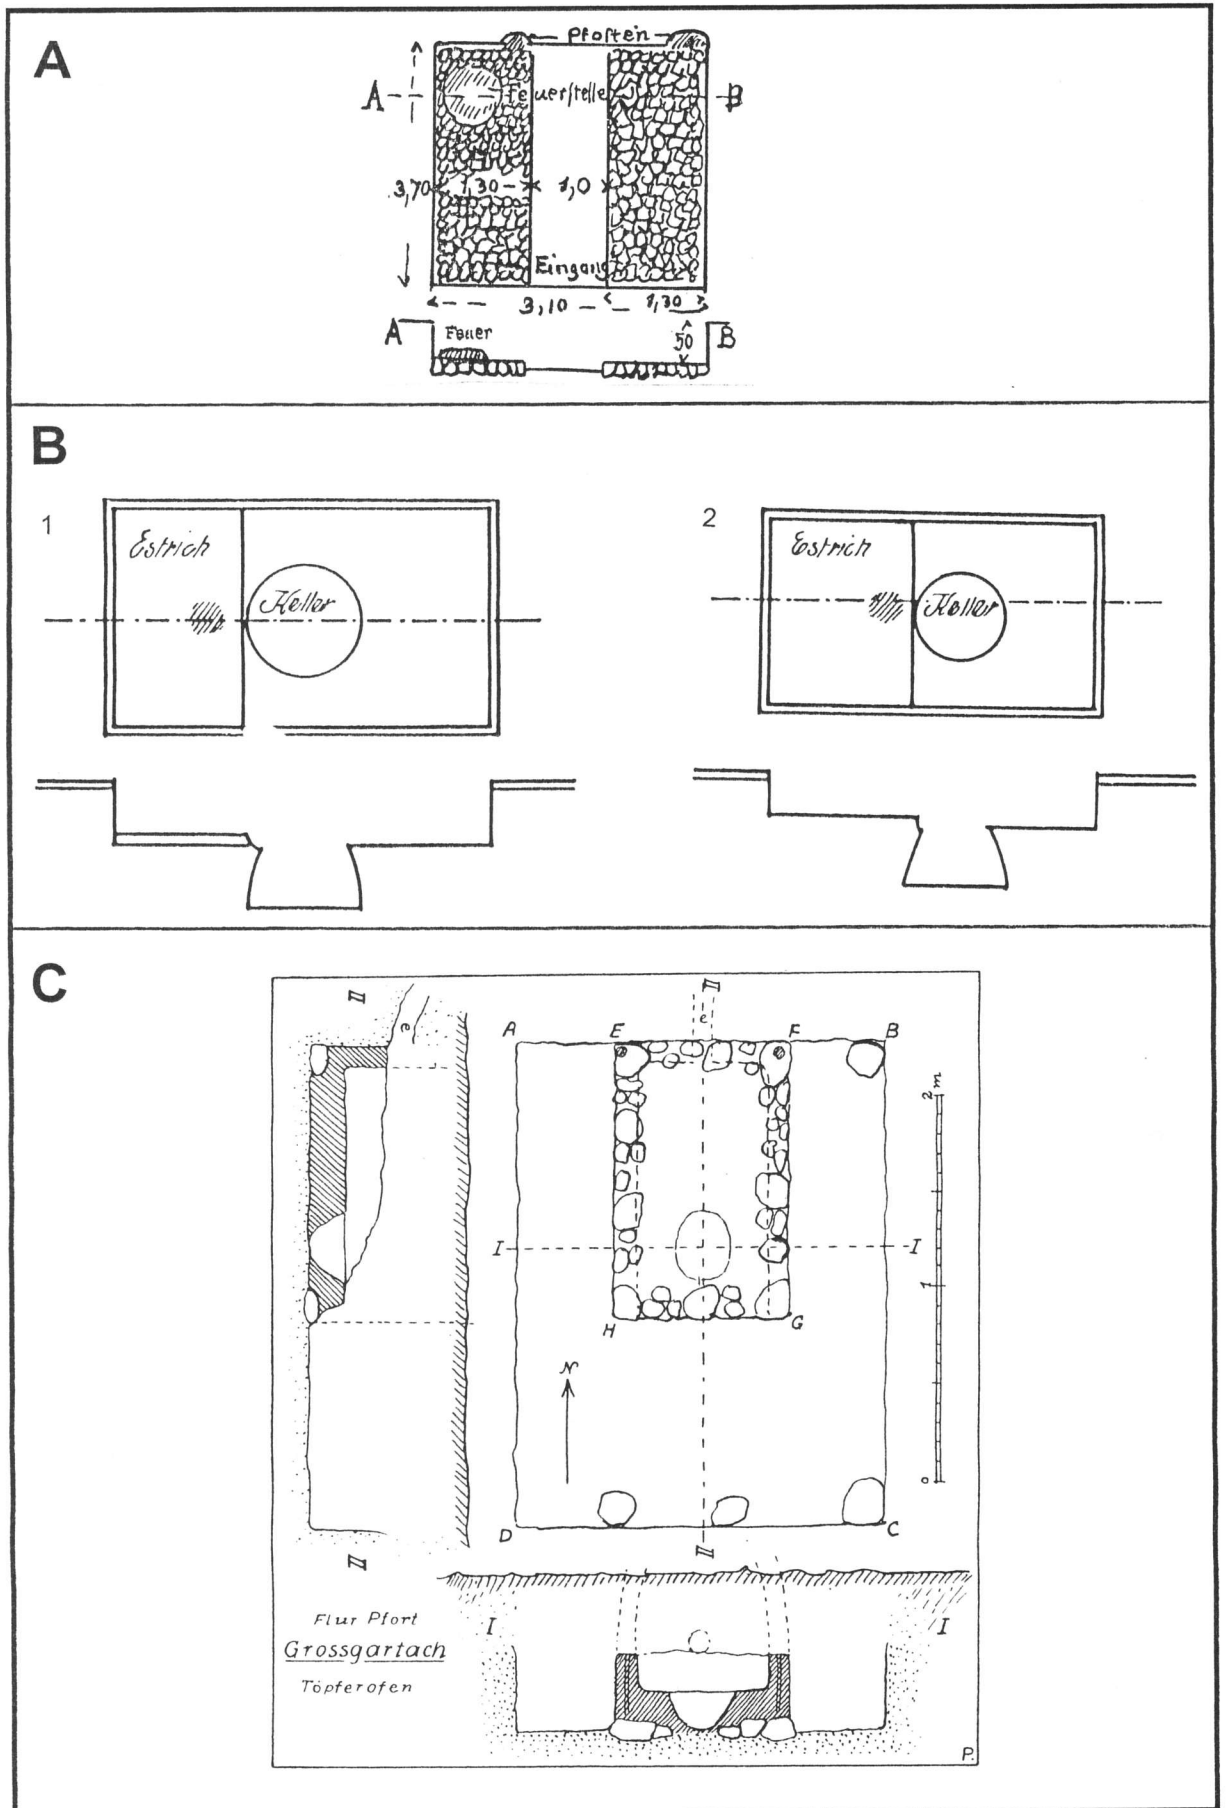 A
Pfosten
A
Feuerstelle
B
3,70
1,30
1,0
Eingang
3,10
1,30
A
Feuer
50
B
B
1
Estrich
Keller
2
Estrich
Keller
C
II
e
II
e
A
E
F
B
2 m
I
I
1
H
G
N
0
D
C
II
II
Flur Pfort
Grossgartach
Töpferofen
I
I
P.